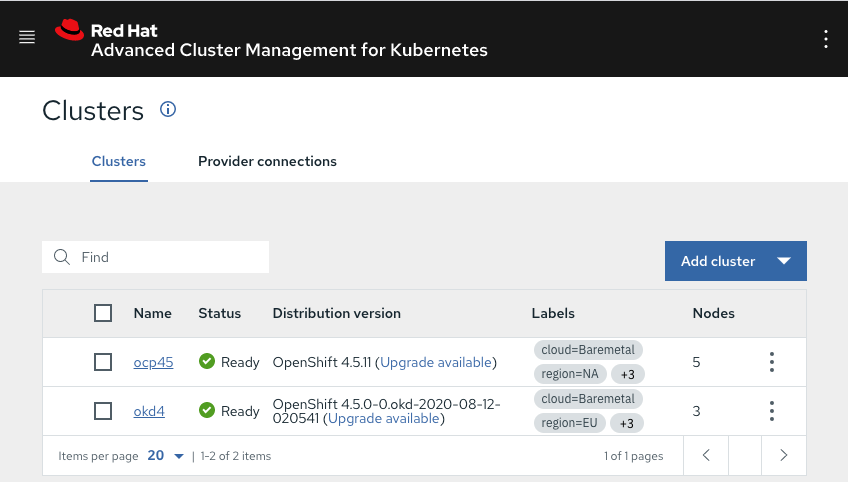 Red Hat
Advanced Cluster Management for Kubernetes
Clusters
Clusters Provider connections
Find
Add cluster
Name Status Distribution version Labels Nodes
ocp45 Ready OpenShift 4.5.11 (Upgrade available) cloud=Baremetal 5
region=NA +3
okd4 Ready OpenShift 4.5.0-0.okd-2020-08-12- cloud=Baremetal 3
020541 (Upgrade available) region=EU +3
Items per page 20 | 1-2 of 2 items 1 of 1 pages